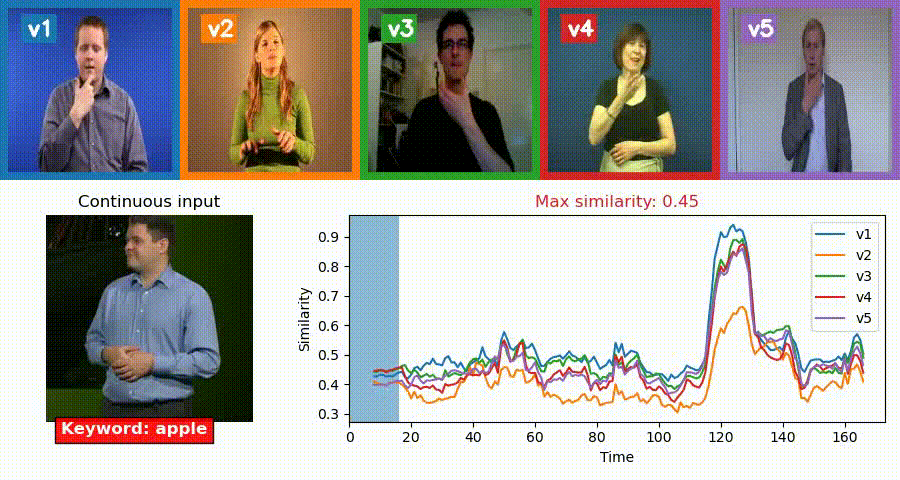 v1 v2 v3 v4 v5
Continuous input
Keyword: apple
Max similarity: 0.45
Similarity
0.9
0.8
0.7
0.6
0.5
0.4
0.3
v1
v2
v3
v4
v5
0 20 40 60 80 100 120 140 160
Time